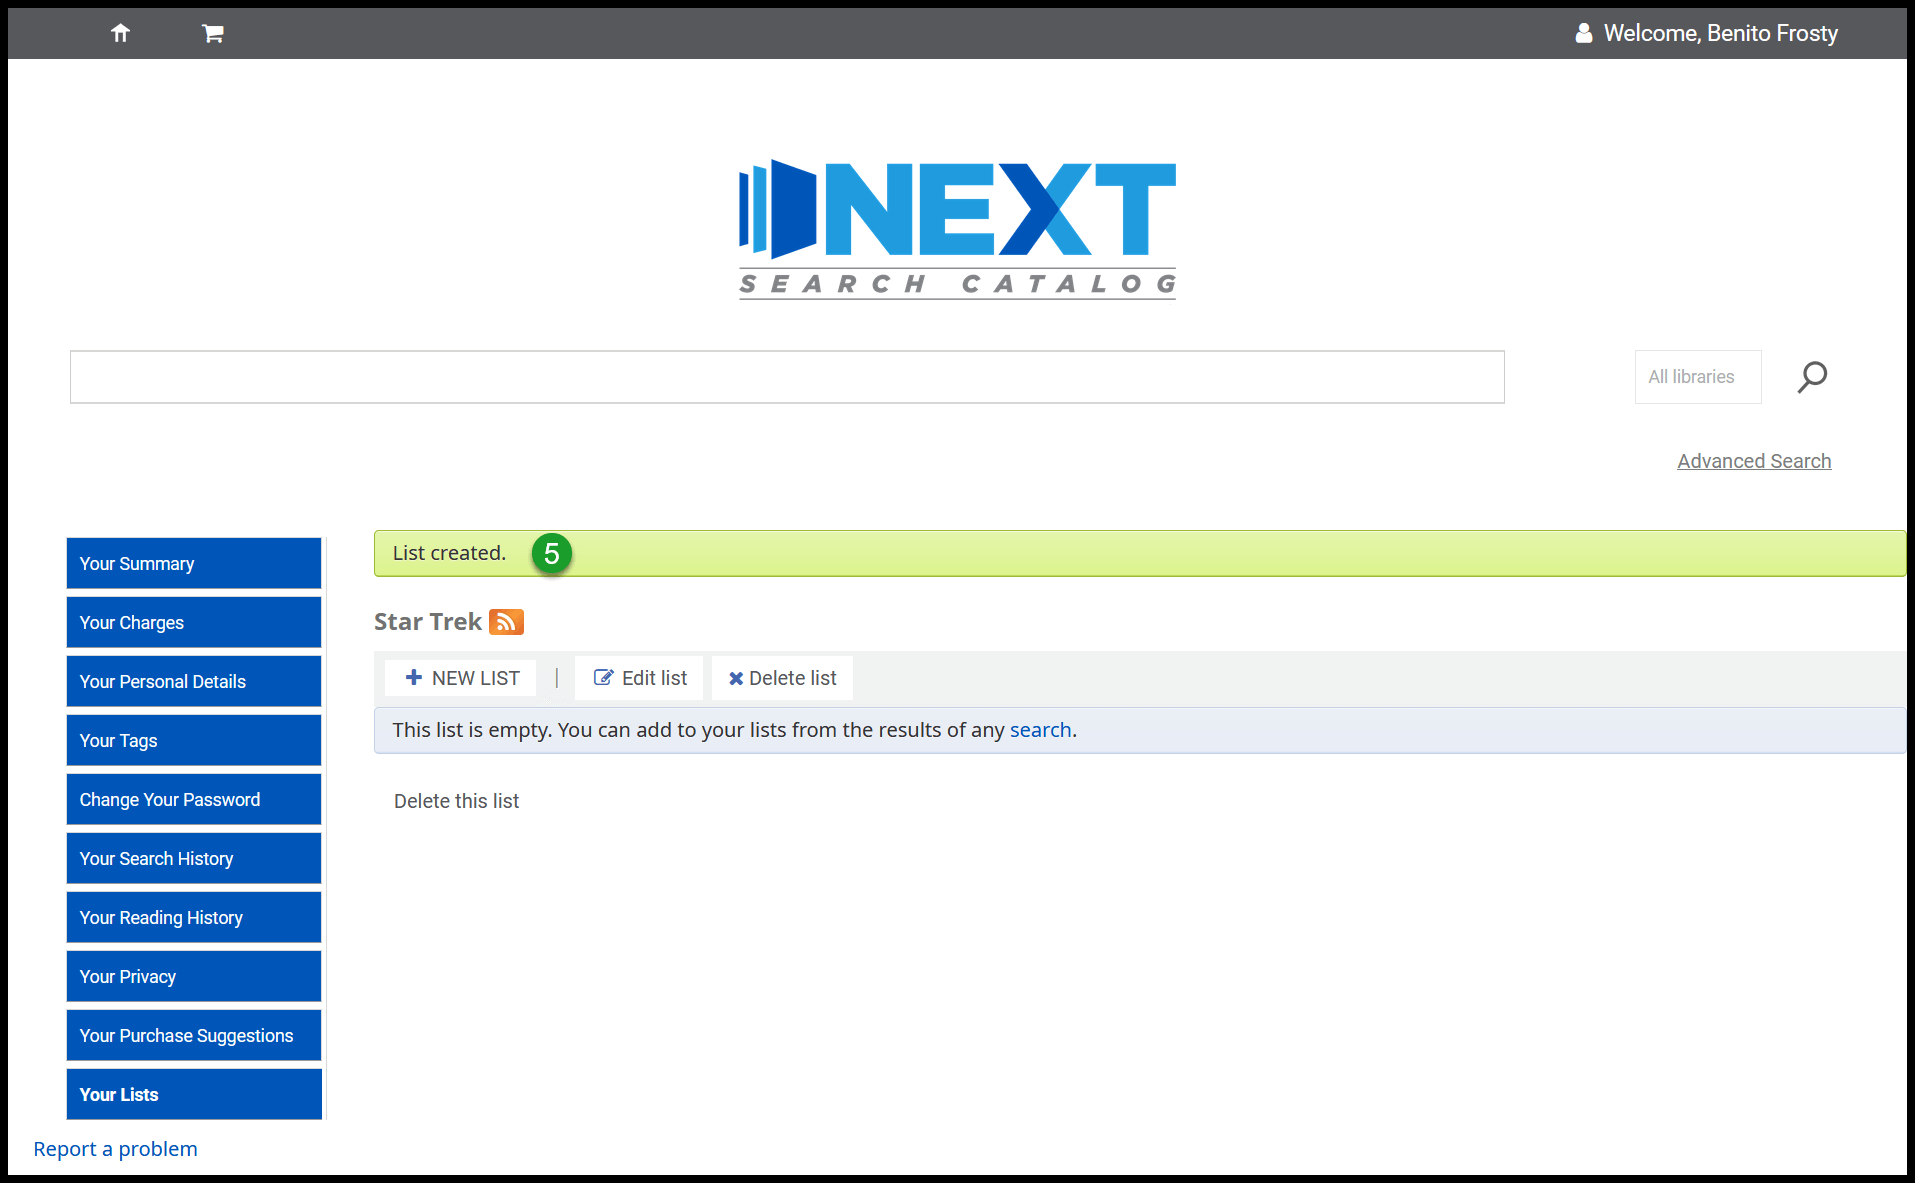 Welcome, Benito Frosty
NEXT
SEARCH CATALOG
All libraries
Advanced Search
Your Summary
Your Charges
Your Personal Details
Your Tags
Change Your Password
Your Search History
Your Reading History
Your Privacy
Your Purchase Suggestions
Your Lists
List created. 5
Star Trek
NEW LIST | Edit list Delete list
This list is empty. You can add to your lists from the results of any search.
Delete this list
Report a problem